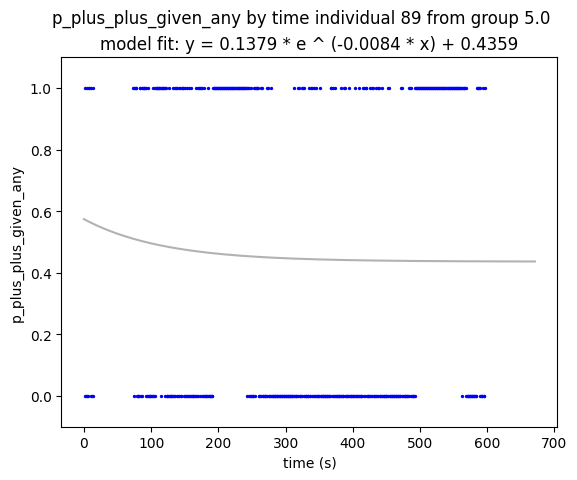 p_plus_plus_given_any by time individual 89 from group 5.0
model fit: y = 0.1379 * e ^ (-0.0084 * x) + 0.4359
1.0
0.8
0.6
0.4
0.2
0.0
p_plus_plus_given_any
0 100 200 300 400 500 600 700
time (s)